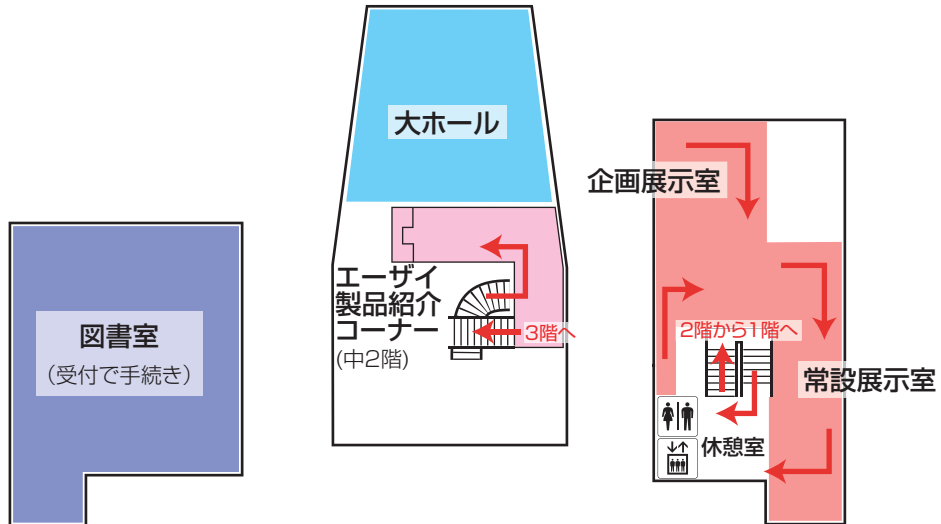 図書室
(受付で手続き)
大ホール
エーザイ
製品紹介
コーナー
(中2階)
3階へ
企画展示室
2階から1階へ
常設展示室
休憩室